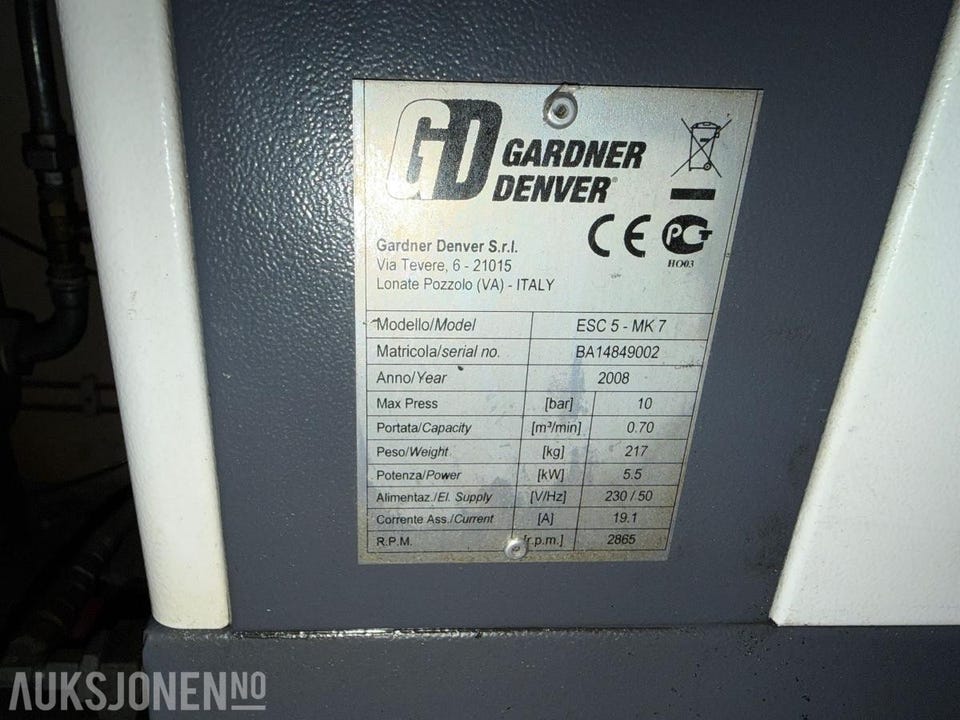 GD GARDNER
DENVER®
CE PCT
HO03
Gardner Denver S.r.l.
Via Tevere, 6 - 21015
Lonate Pozzolo (VA) - ITALY
Modello/Model ESC 5 - MK 7
Matricola/serial no. BA14849002
Anno/Year 2008
Max Press [bar] 10
Portata/Capacity [m³/min] 0.70
Peso/Weight [kg] 217
Potenza/Power [kW] 5.5
Alimentaz./El. Supply [V/Hz] 230 / 50
Corrente Ass./Current [A] 19.1
R.P.M. [r.p.m.] 2865
AUKSJONEN.NO